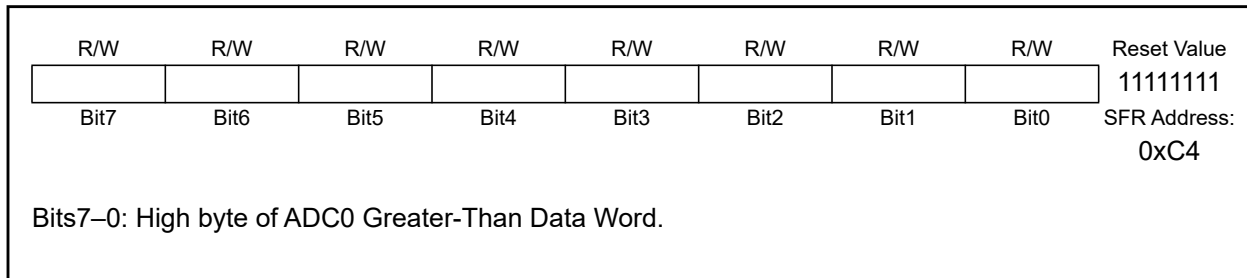 R/W R/W R/W R/W R/W R/W R/W R/W Reset Value
11111111
Bit7 Bit6 Bit5 Bit4 Bit3 Bit2 Bit1 Bit0 SFR Address:
0xC4
Bits7–0: High byte of ADC0 Greater-Than Data Word.